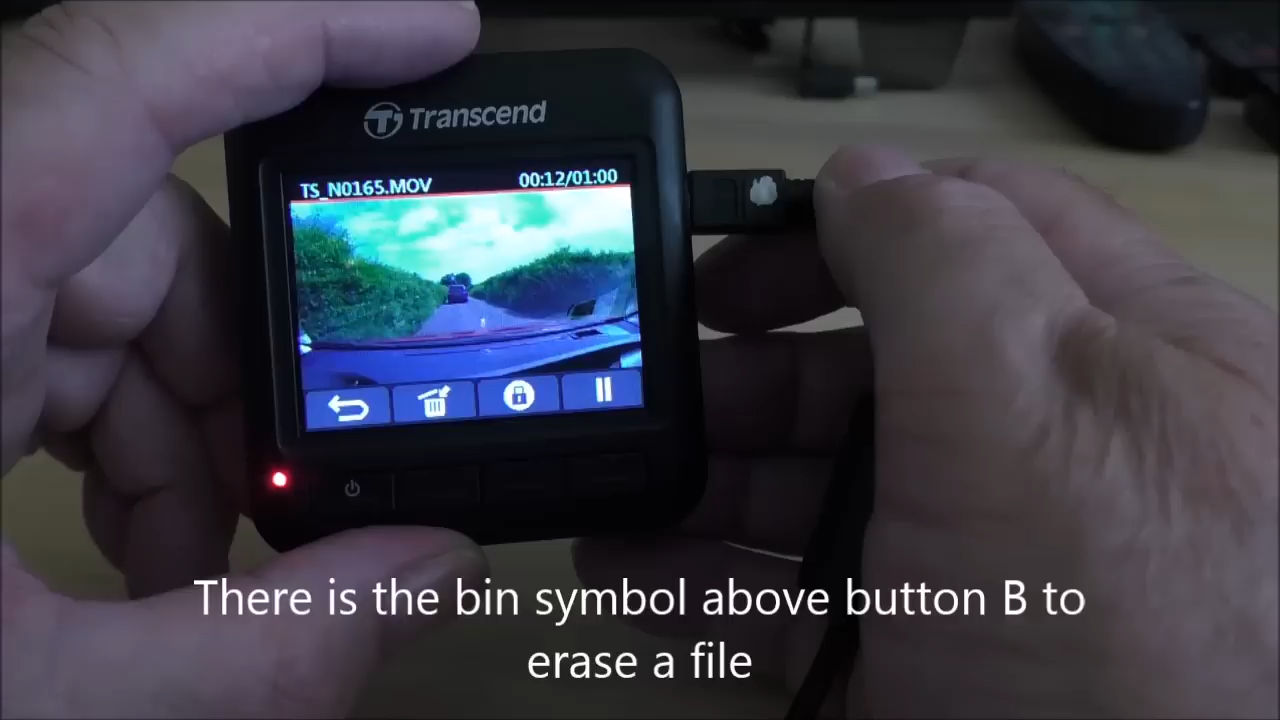 Transcend
TS_N0165.MOV 00:12/01:00
There is the bin symbol above button B to
erase a file